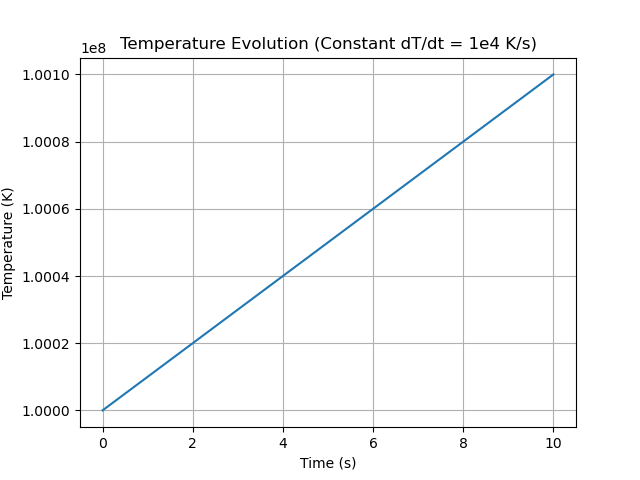 Temperature Evolution (Constant dT/dt = 1e4 K/s)
1e8
1.0010
1.0008
1.0006
1.0004
1.0002
1.0000
Temperature (K)
0 2 4 6 8 10
Time (s)